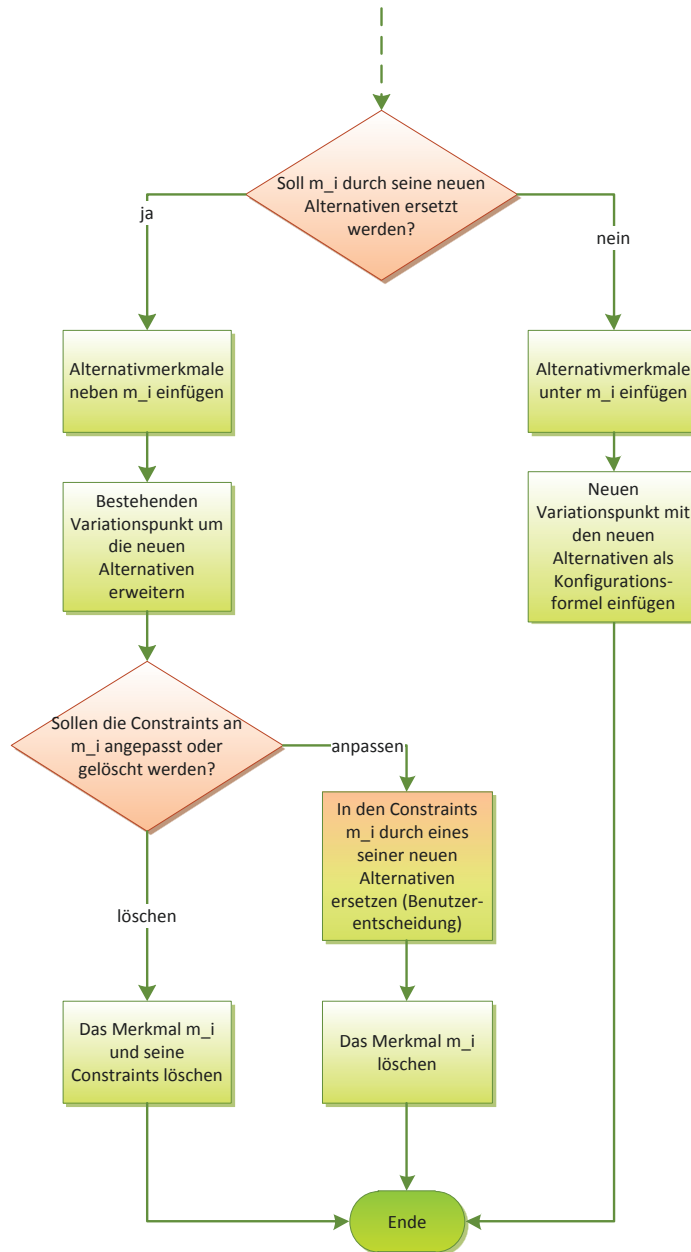 Soll m_i durch seine neuen
Alternativen ersetzt
werden?
ja
nein
Alternativmerkmale
neben m_i einfügen
Alternativmerkmale
unter m_i einfügen
Bestehenden
Variationspunkt um
die neuen
Alternativen
erweitern
Neuen
Variationspunkt mit
den neuen
Alternativen als
Konfigurations-
formel einfügen
Sollen die Constraints an
m_i angepasst oder
gelöscht werden?
anpassen
In den Constraints
m_i durch eines
seiner neuen
Alternativen
ersetzen (Benutzer-
entscheidung)
löschen
Das Merkmal m_i
und seine
Constraints löschen
Das Merkmal m_i
löschen
Ende